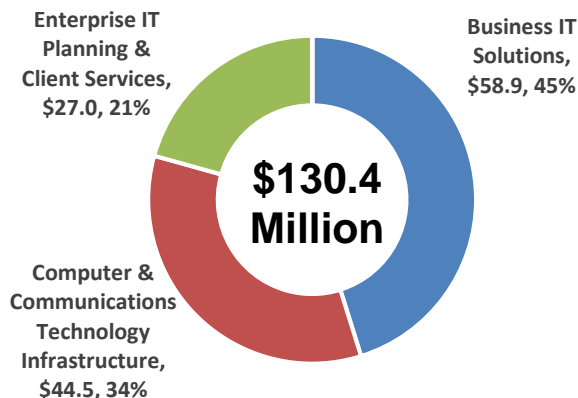 Enterprise IT
Planning &
Client Services,
$27.0, 21%
Business IT
Solutions,
$58.9, 45%
$130.4
Million
Computer &
Communications
Technology
Infrastructure,
$44.5, 34%